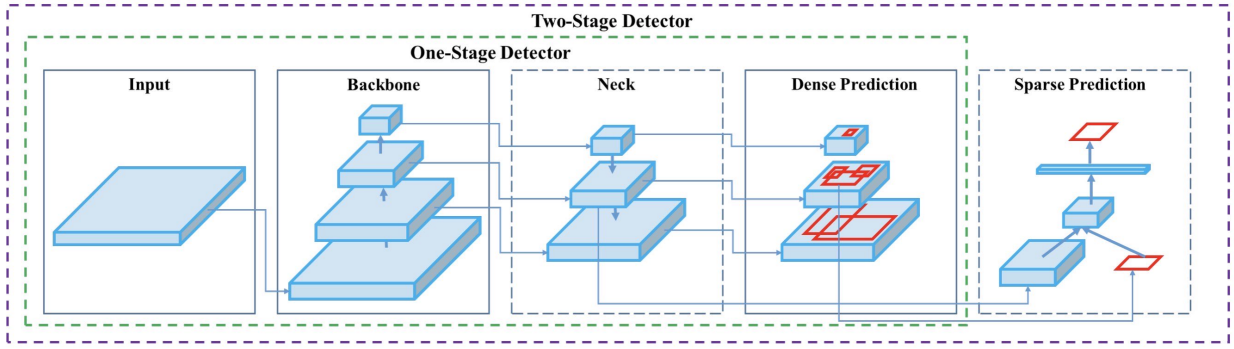 Two-Stage Detector
One-Stage Detector
Input
Backbone
Neck
Dense Prediction
Sparse Prediction